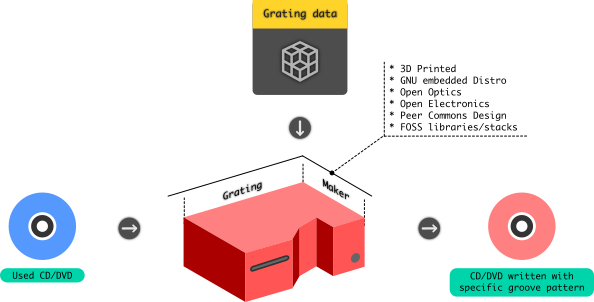 Grating data
* 3D Printed
* GNU embedded Distro
* Open Optics
* Open Electronics
* Peer Commons Design
* FOSS libraries/stacks
Grating
Maker
Used CD/DVD
CD/DVD written with
specific groove pattern